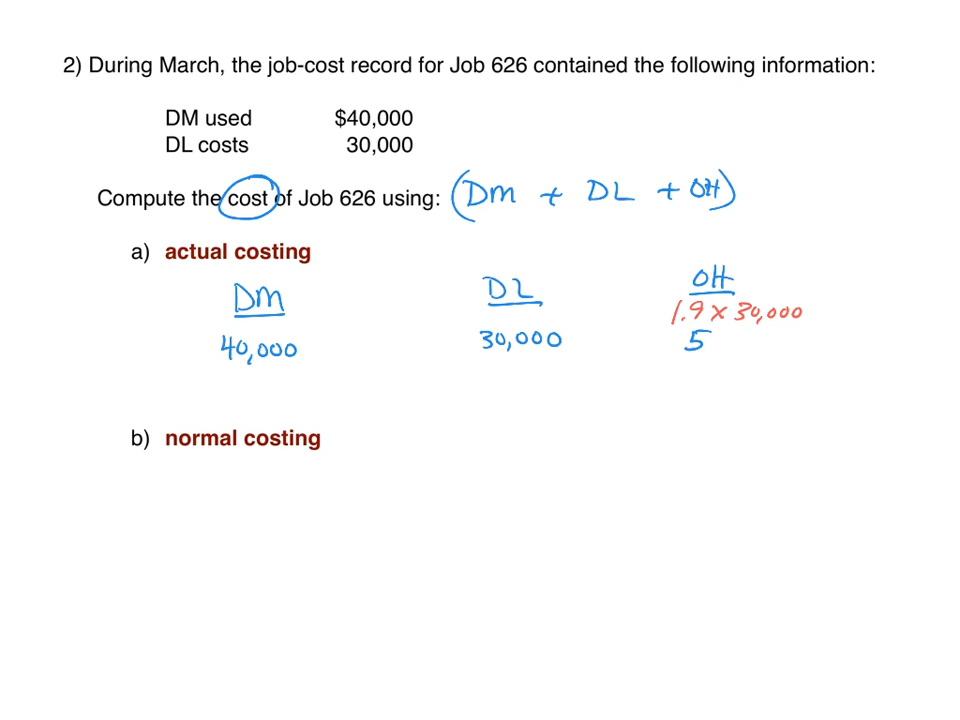 2) During March, the job-cost record for Job 626 contained the following information:
DM used $40,000
DL costs 30,000
Compute the cost of Job 626 using: (DM + DL + OH)
a) actual costing
DM DL OH
1.9 x 30,000
40,000 30,000 5
b) normal costing